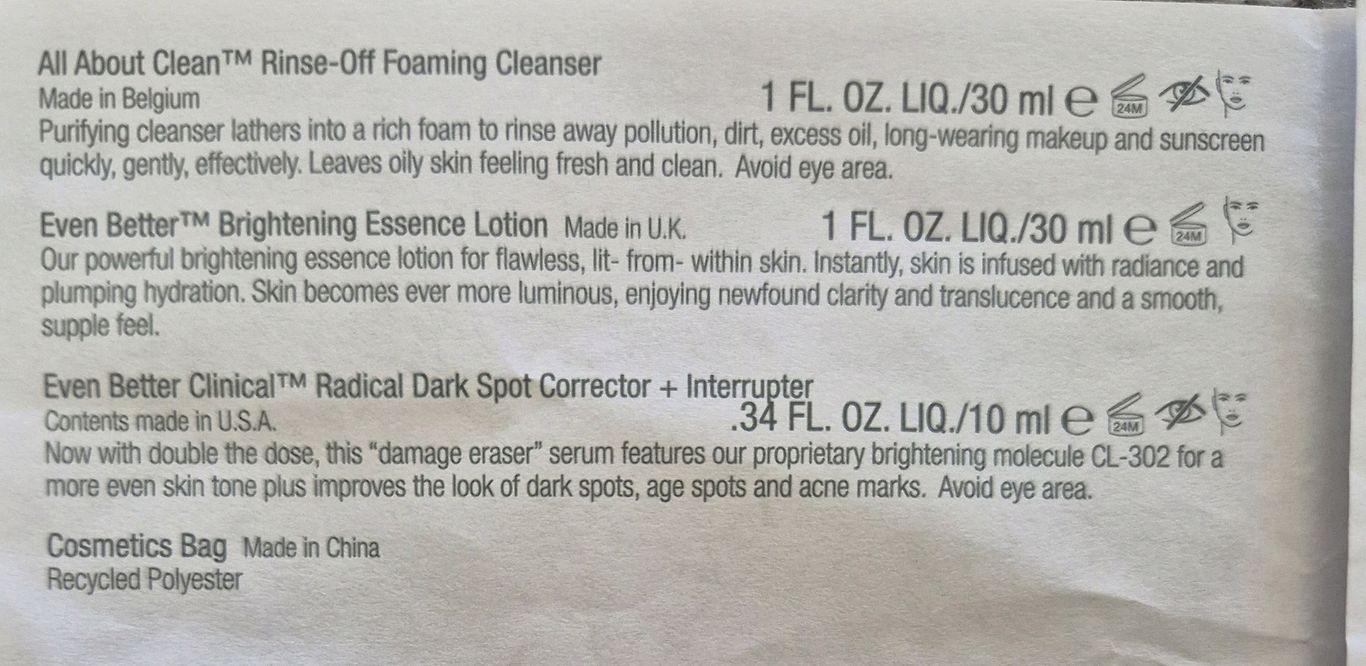 All About Clean™ Rinse-Off Foaming Cleanser
Made in Belgium 1 FL. OZ. LIQ./30 ml ℮ 24M
Purifying cleanser lathers into a rich foam to rinse away pollution, dirt, excess oil, long-wearing makeup and sunscreen
quickly, gently, effectively. Leaves oily skin feeling fresh and clean. Avoid eye area.
Even Better™ Brightening Essence Lotion Made in U.K. 1 FL. OZ. LIQ./30 ml ℮ 24M
Our powerful brightening essence lotion for flawless, lit- from- within skin. Instantly, skin is infused with radiance and
plumping hydration. Skin becomes ever more luminous, enjoying newfound clarity and translucence and a smooth,
supple feel.
Even Better Clinical™ Radical Dark Spot Corrector + Interrupter
Contents made in U.S.A. .34 FL. OZ. LIQ./10 ml ℮ 24M
Now with double the dose, this “damage eraser” serum features our proprietary brightening molecule CL-302 for a
more even skin tone plus improves the look of dark spots, age spots and acne marks. Avoid eye area.
Cosmetics Bag Made in China
Recycled Polyester